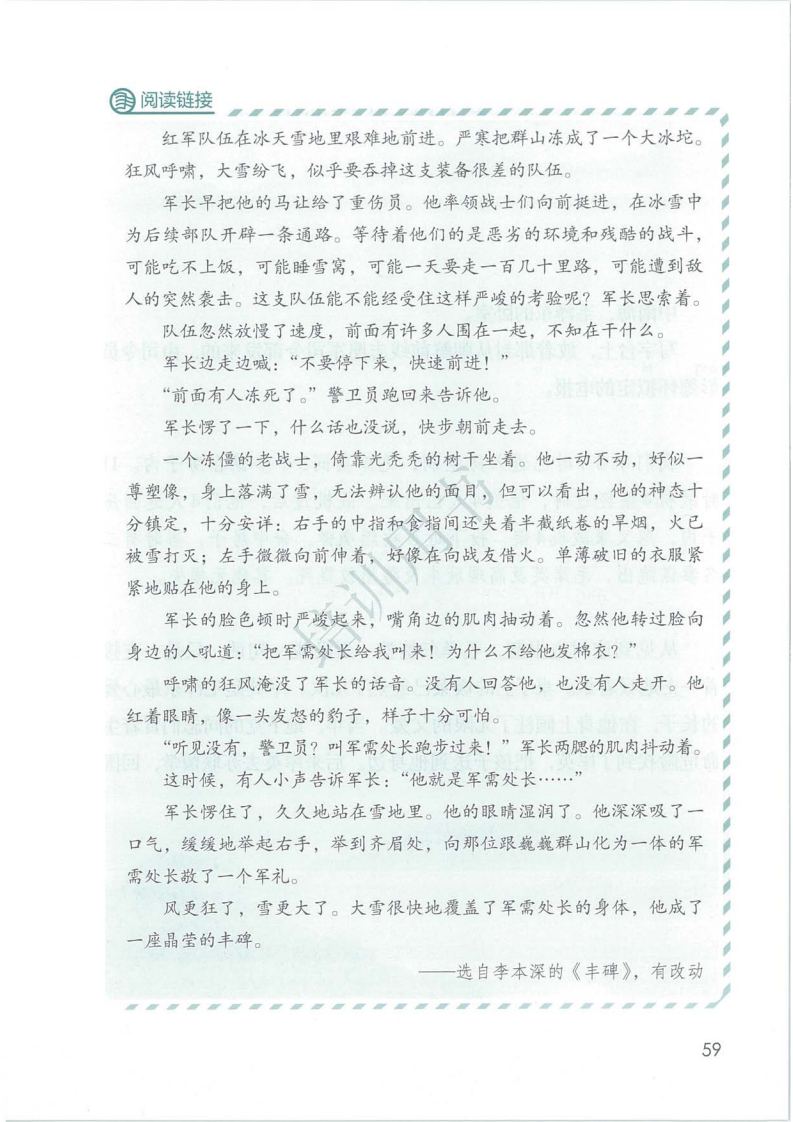 阅读链接
红军队伍在冰天雪地里艰难地前进。严寒把群山冻成了一个大冰坨。
狂风呼啸，大雪纷飞，似乎要吞掉这支装备很差的队伍。
军长早把他的马让给了重伤员。他率领战士们向前挺进，在冰雪中
为后续部队开辟一条通路。等待着他们的是恶劣的环境和残酷的战斗，
可能吃不上饭，可能睡雪窝，可能一天要走一百几十里路，可能遭到敌
人的突然袭击。这支队伍能不能经受住这样严峻的考验呢？军长思索着。
队伍忽然放慢了速度，前面有许多人围在一起，不知在干什么。
军长边走边喊：“不要停下来，快速前进！”
“前面有人冻死了。”警卫员跑回来告诉他。
军长愣了一下，什么话也没说，快步朝前走去。
一个冻僵的老战士，倚靠光秃秃的树干坐着。他一动不动，好似一
尊塑像，身上落满了雪，无法辨认他的面目，但可以看出，他的神态十
分镇定，十分安详：右手的中指和食指间还夹着半截纸卷的旱烟，火已
被雪打灭；左手微微向前伸着，好像在向战友借火。单薄破旧的衣服紧
紧地贴在他的身上。
军长的脸色顿时严峻起来，嘴角边的肌肉抽动着。忽然他转过脸向
身边的人吼道：“把军需处长给我叫来！为什么不给他发棉衣？”
呼啸的狂风淹没了军长的话音。没有人回答他，也没有人走开。他
红着眼睛，像一头发怒的豹子，样子十分可怕。
“听见没有，警卫员？叫军需处长跑步过来！”军长两腮的肌肉抖动着。
这时候，有人小声告诉军长：“他就是军需处长……”
军长愣住了，久久地站在雪地里。他的眼睛湿润了。他深深吸了一
口气，缓缓地举起右手，举到齐眉处，向那位跟巍巍群山化为一体的军
需处长敬了一个军礼。
风更狂了，雪更大了。大雪很快地覆盖了军需处长的身体，他成了
一座晶莹的丰碑。
——选自李本深的《丰碑》，有改动
培训用书
59